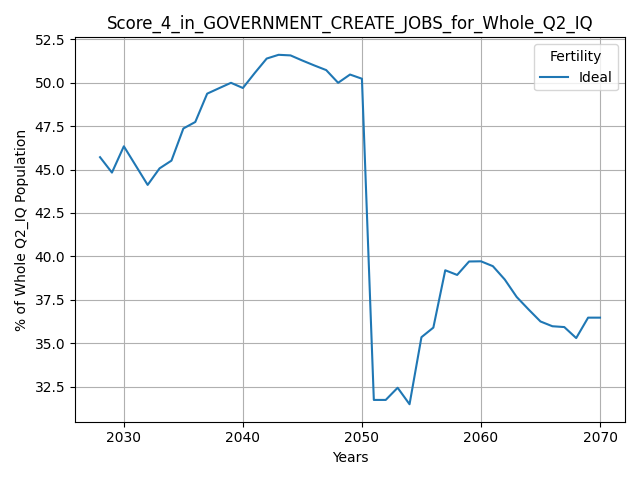 Score_4_in_GOVERNMENT_CREATE_JOBS_for_Whole_Q2_IQ
Fertility
Ideal
% of Whole Q2_IQ Population
52.5
50.0
47.5
45.0
42.5
40.0
37.5
35.0
32.5
2030
2040
2050
2060
2070
Years